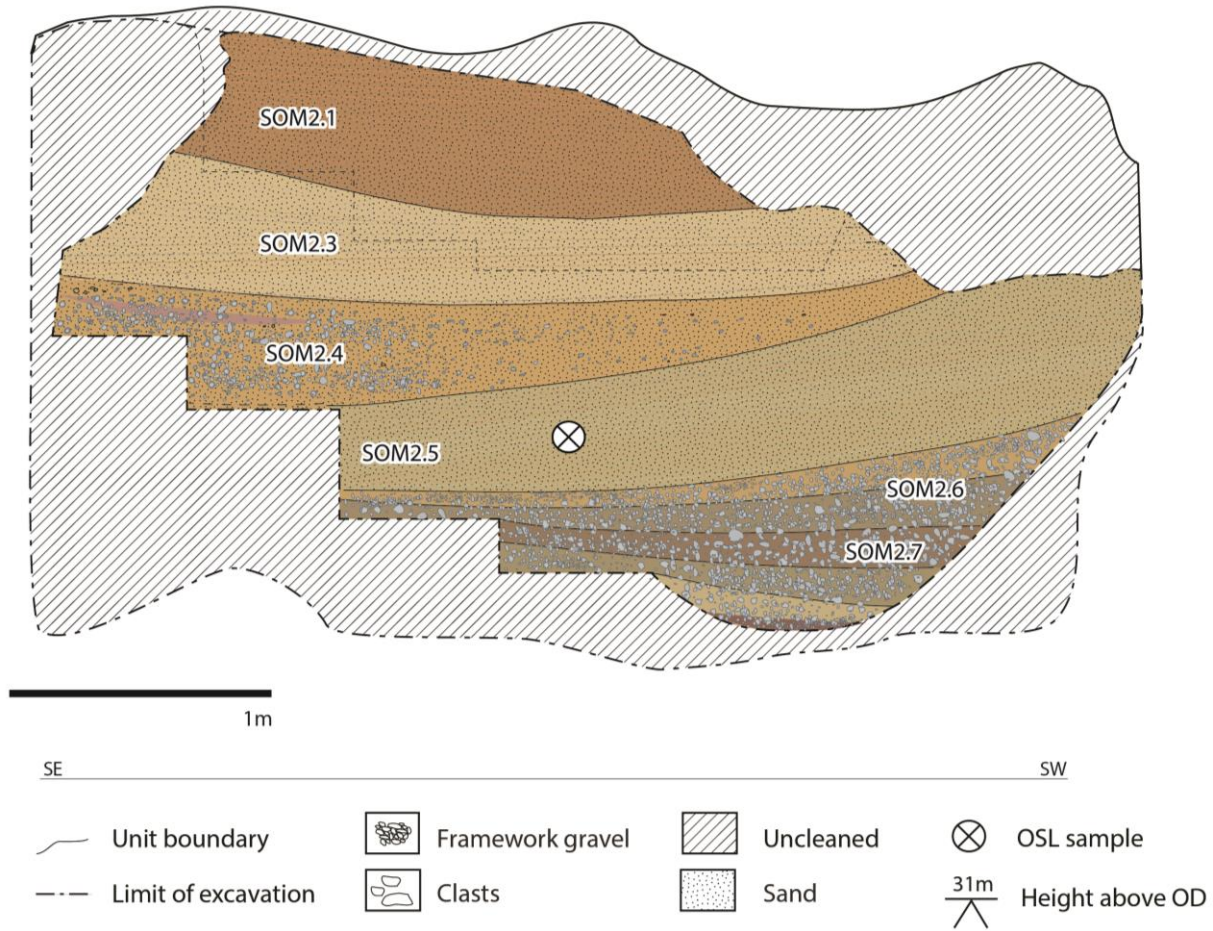 SOM2.1
SOM2.3
SOM2.4
SOM2.5
SOM2.6
SOM2.7
1m
SE SW
Unit boundary Framework gravel Uncleaned OSL sample
Limit of excavation Clasts Sand 31m Height above OD